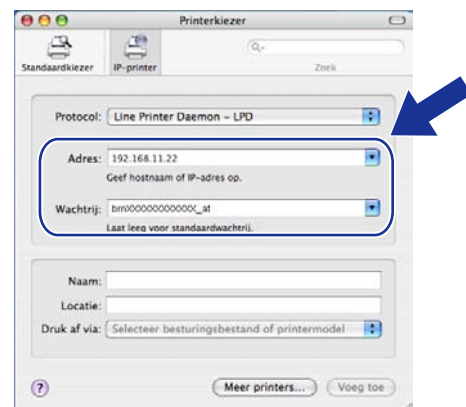 Printerkiezer
Standaardkiezer IP-printer Zoek
Protocol: Line Printer Daemon – LPD
Adres: 192.168.11.22
Geef hostnaam of IP-adres op.
Wachtrij:
Laat leeg voor standaardwachtrij.
Naam:
Locatie:
Druk af via: Selecteer besturingsbestand of printermodel
? Meer printers... Voeg toe